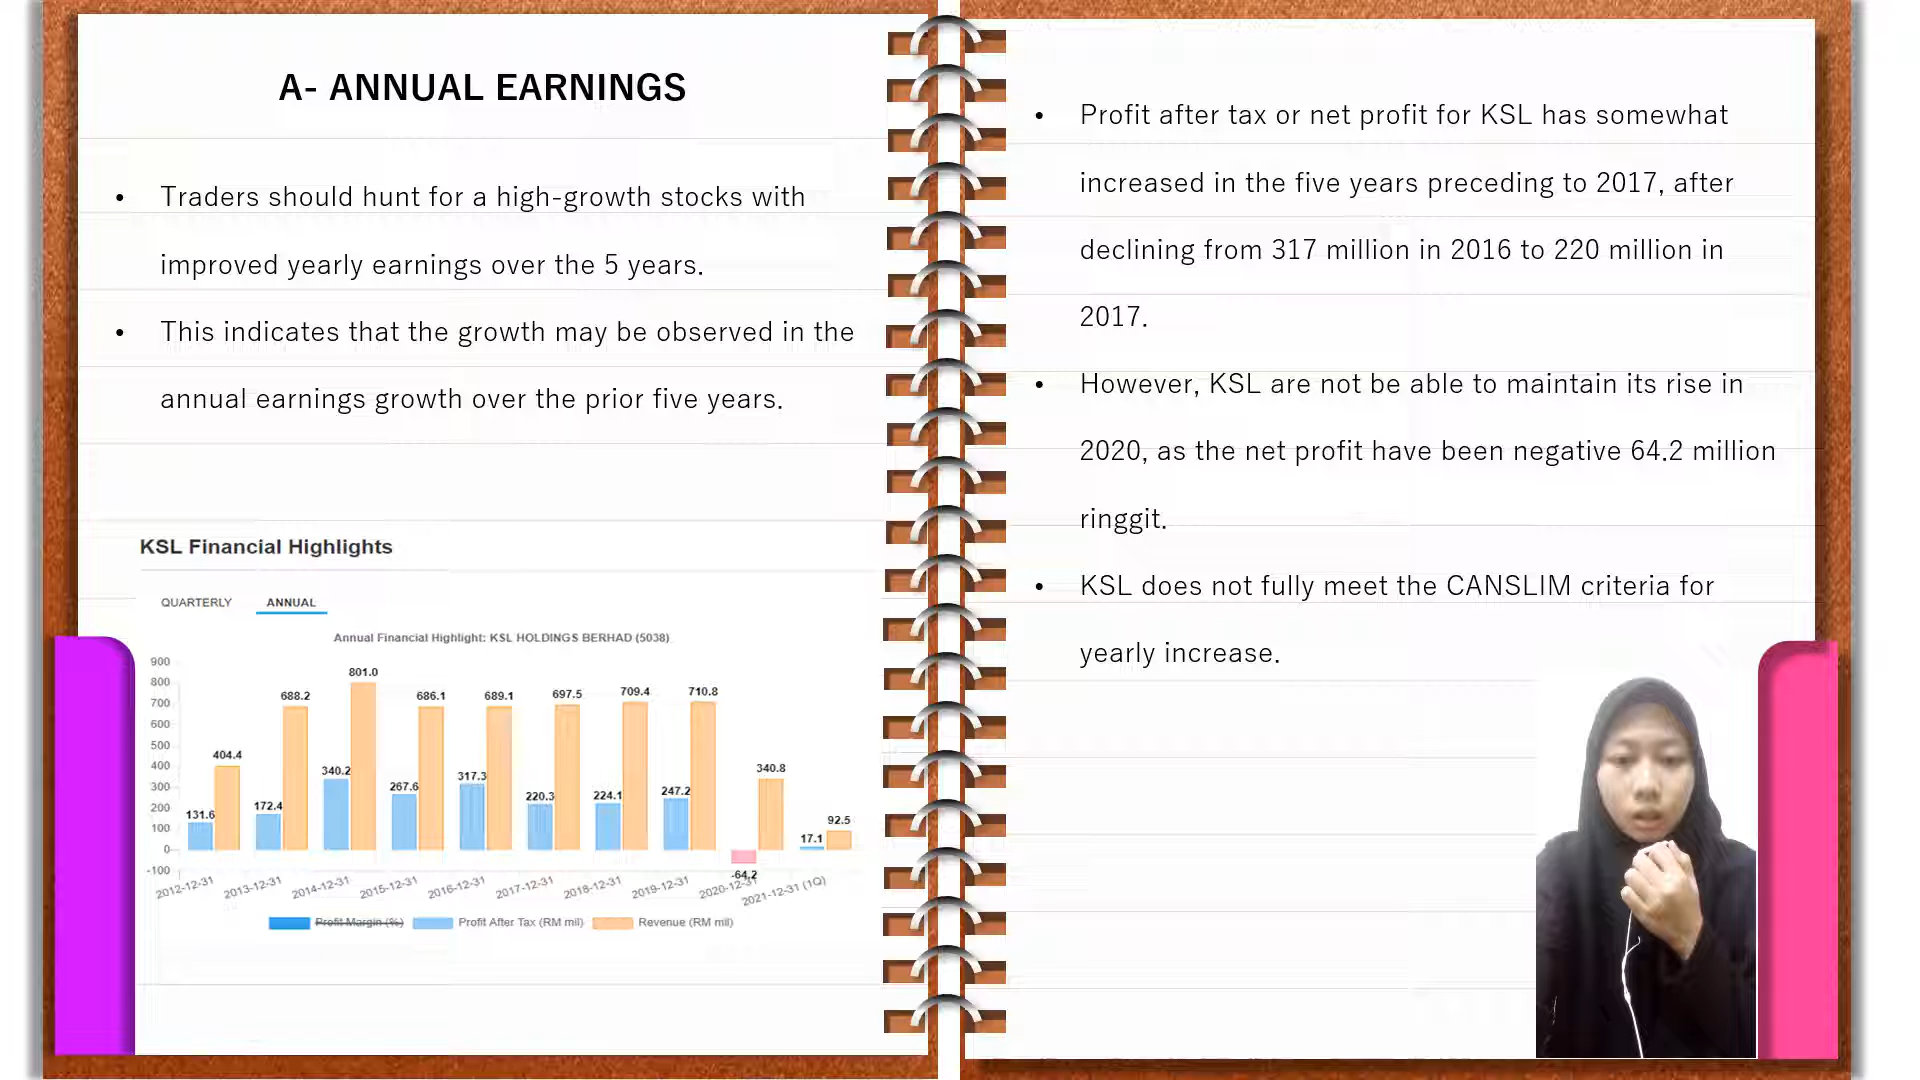 A- ANNUAL EARNINGS
• Traders should hunt for a high-growth stocks with
improved yearly earnings over the 5 years.
• This indicates that the growth may be observed in the
annual earnings growth over the prior five years.
KSL Financial Highlights
QUARTERLY ANNUAL
Annual Financial Highlight: KSL HOLDINGS BERHAD (5038)
900
800
700
600
500
400
300
200
100
0
-100
131.6 404.4
172.4 688.2
340.2 801.0
267.6 686.1
317.3 689.1
220.3 697.5
224.1 709.4
247.2 710.8
-64.2 340.8
17.1 92.5
2012-12-31 2013-12-31 2014-12-31 2015-12-31 2016-12-31 2017-12-31 2018-12-31 2019-12-31 2020-12-31 2021-12-31 (1Q)
Profit Margin (%) Profit After Tax (RM mil) Revenue (RM mil)
• Profit after tax or net profit for KSL has somewhat
increased in the five years preceding to 2017, after
declining from 317 million in 2016 to 220 million in
2017.
• However, KSL are not be able to maintain its rise in
2020, as the net profit have been negative 64.2 million
ringgit.
• KSL does not fully meet the CANSLIM criteria for
yearly increase.